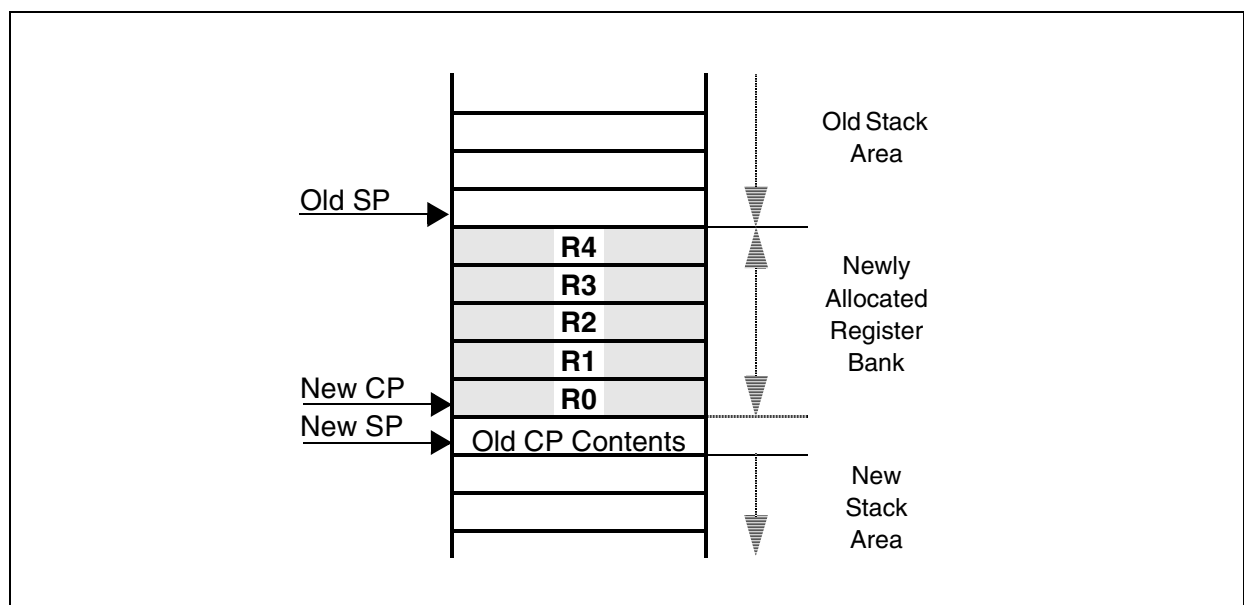 Old Stack
Area
Old SP
R4
R3
R2
R1
R0
Newly
Allocated
Register
Bank
New CP
New SP
Old CP Contents
New
Stack
Area